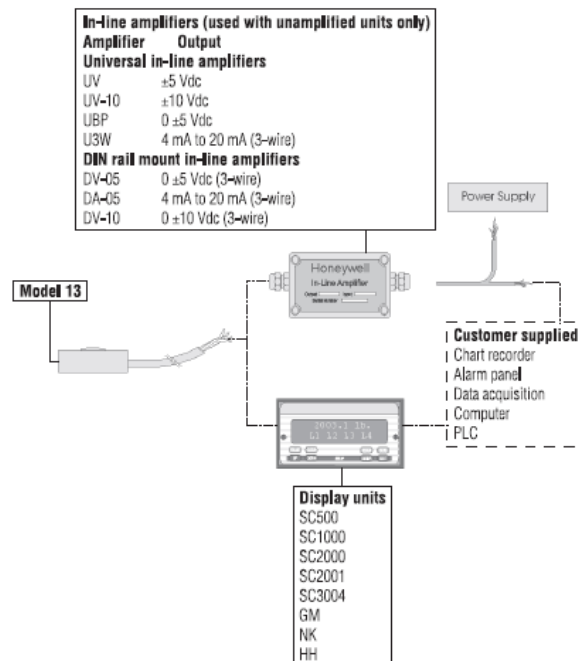 In-line amplifiers (used with unamplified units only)
Amplifier Output
Universal in-line amplifiers
UV ±5 Vdc
UV-10 ±10 Vdc
UBP 0 ±5 Vdc
U3W 4 mA to 20 mA (3-wire)
DIN rail mount in-line amplifiers
DV-05 0 ±5 Vdc (3-wire)
DA-05 4 mA to 20 mA (3-wire)
DV-10 0 ±10 Vdc (3-wire)
Power Supply
Honeywell
In-Line Amplifier
Model 13
Customer supplied
Chart recorder
Alarm panel
Data acquisition
Computer
PLC
L1 L2 L3 L4
Display units
SC500
SC1000
SC2000
SC2001
SC3004
GM
NK
HH